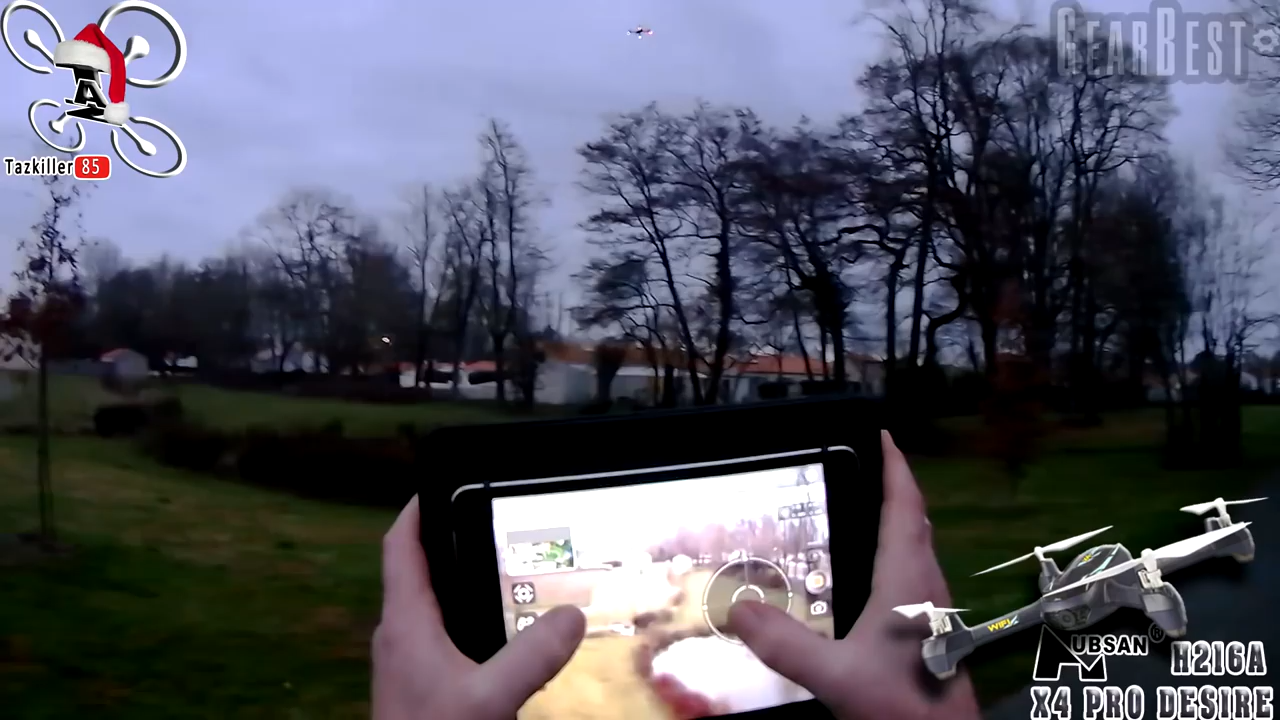 GEARBEST
A
Tazkiller 85
WIFI
HUBSAN®
H216A
X4 PRO DESIRE